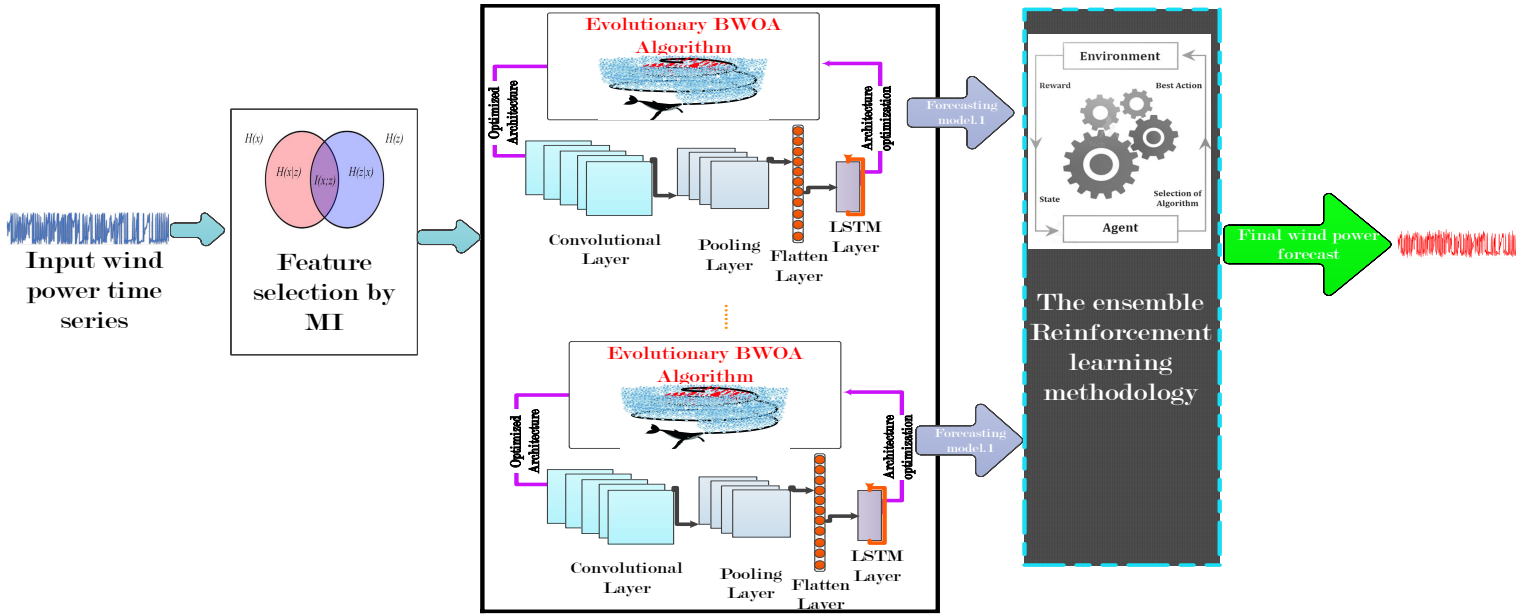 Input wind
power time
series
H(x)
H(z)
H(x|z)
I(x;z)
H(z|x)
Feature
selection by
MI
Evolutionary BWOA
Algorithm
Optimized
Architecture
Architecture
optimization
Convolutional
Layer
Pooling
Layer
Flatten
Layer
LSTM
Layer
Evolutionary BWOA
Algorithm
Optimized
Architecture
Architecture
optimization
Convolutional
Layer
Pooling
Layer
Flatten
Layer
LSTM
Layer
Forecasting
model.1
Forecasting
model.1
Environment
Reward
Best Action
State
Selection of
Algorithm
Agent
The ensemble
Reinforcement
learning
methodology
Final wind power
forecast